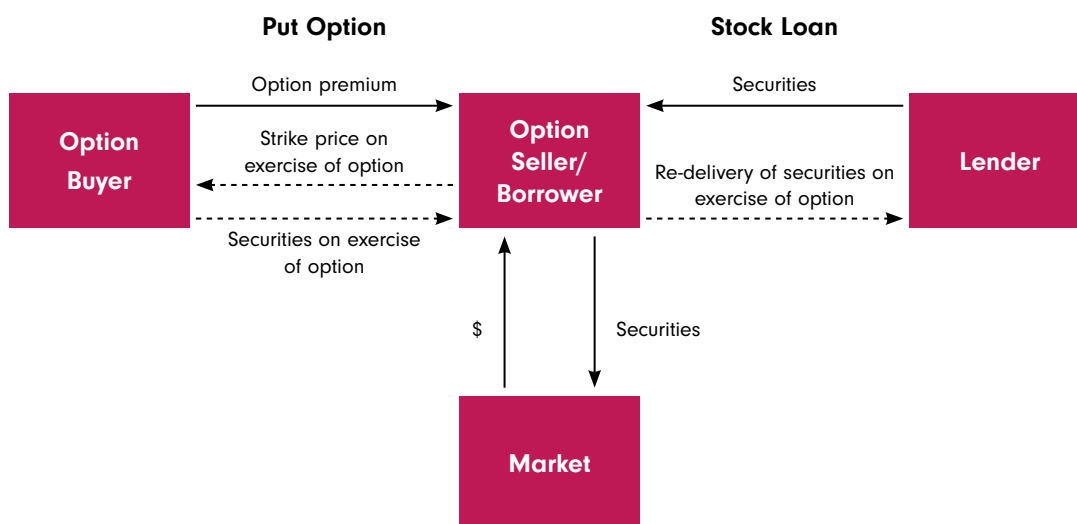 Put Option
Stock Loan
Option premium
Securities
Option
Buyer
Strike price on
exercise of option
Option
Seller/
Borrower
Re-delivery of securities on
exercise of option
Lender
Securities on exercise
of option
$
Securities
Market